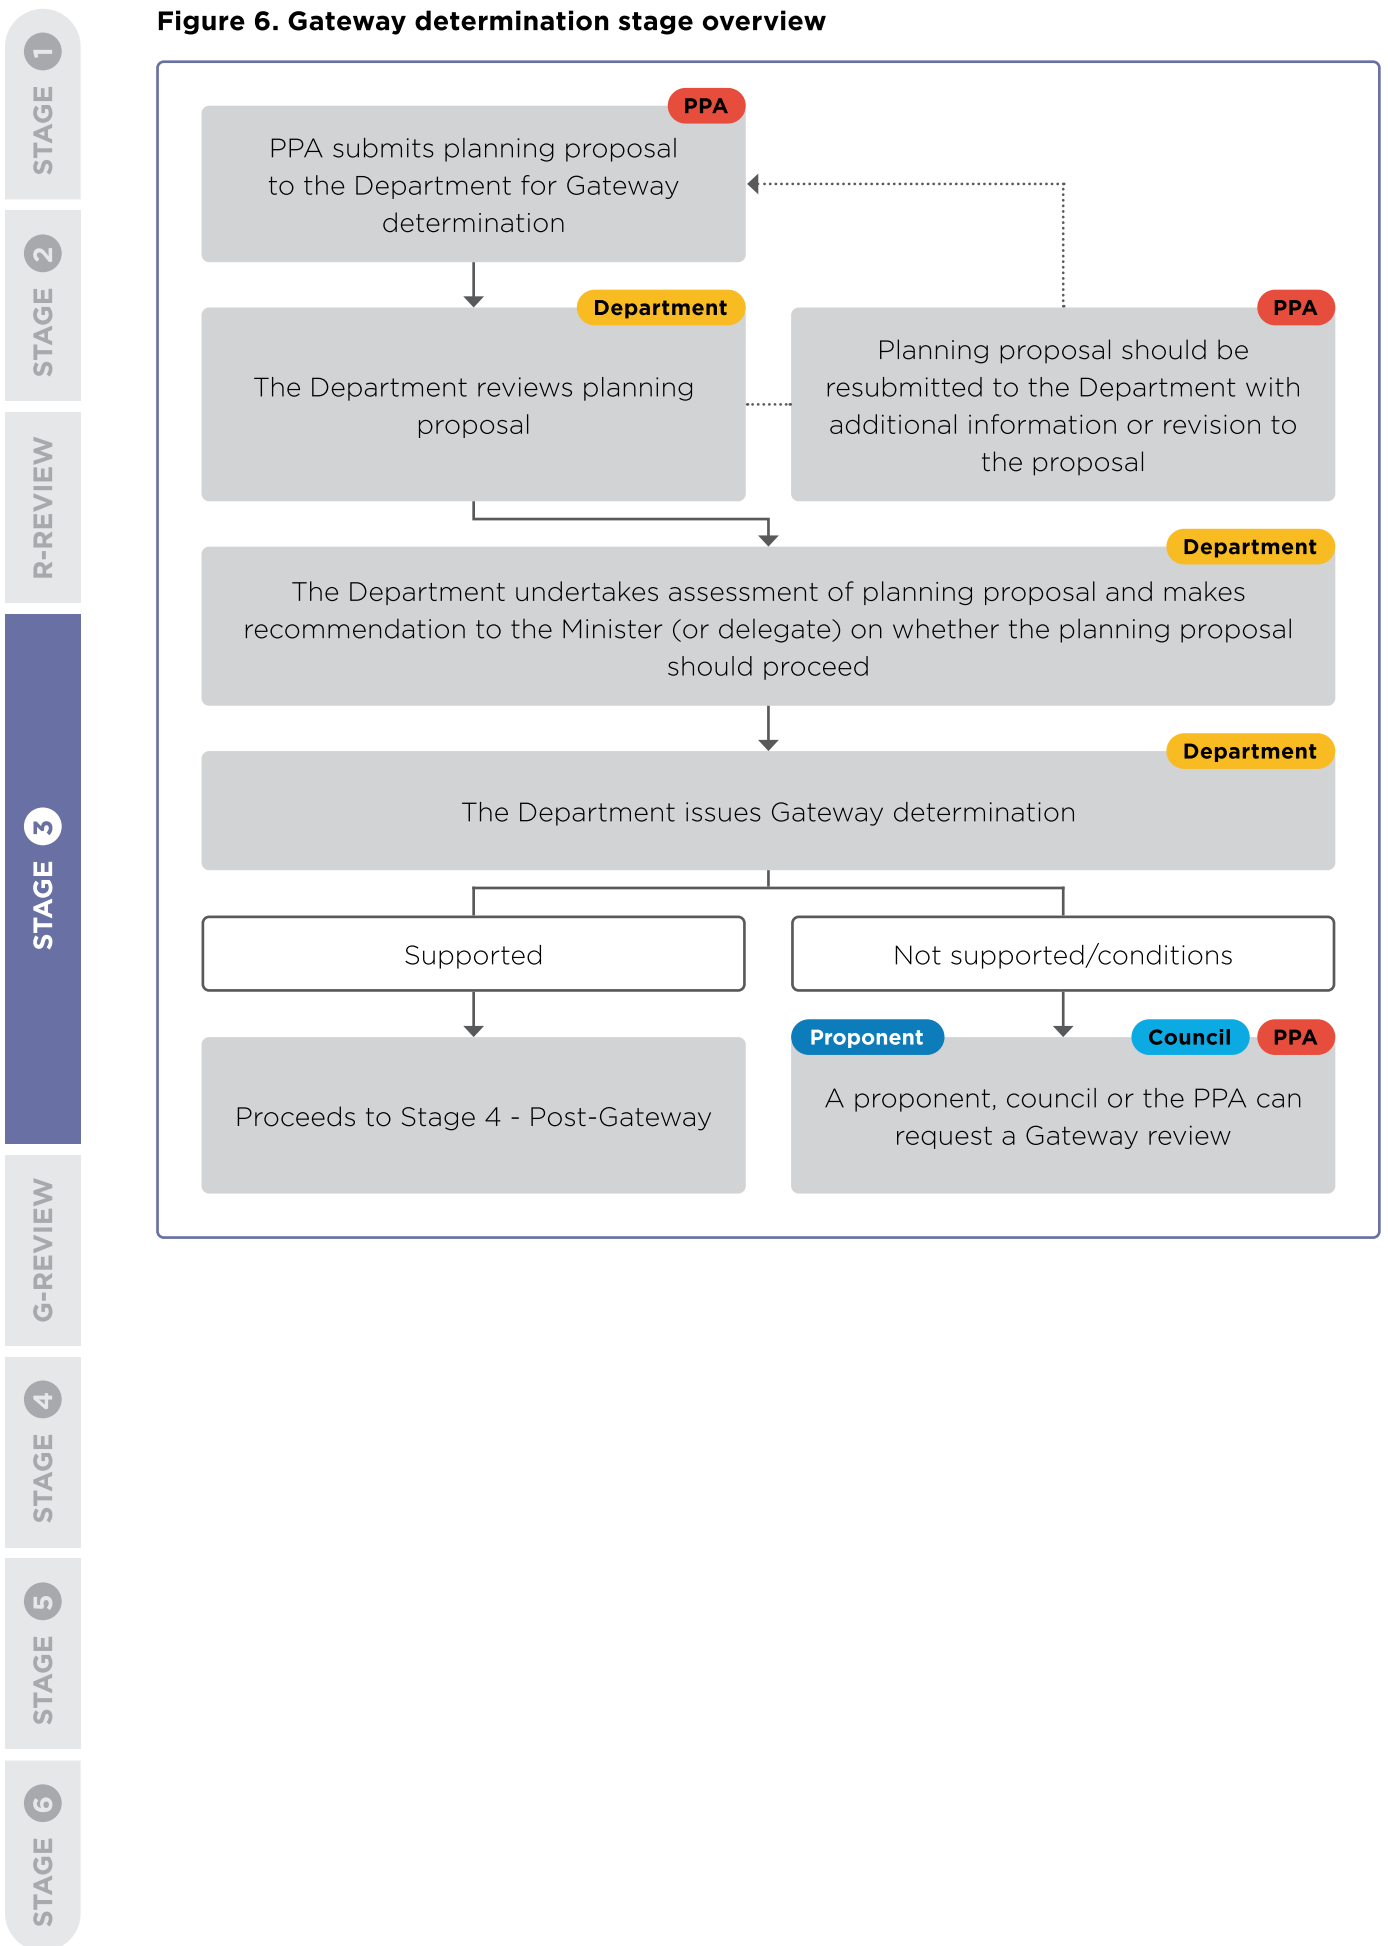 Figure 6. Gateway determination stage overview
STAGE 1
STAGE 2
R-REVIEW
STAGE 3
G-REVIEW
STAGE 4
STAGE 5
STAGE 6
PPA
PPA submits planning proposal
to the Department for Gateway
determination
Department
The Department reviews planning
proposal
PPA
Planning proposal should be
resubmitted to the Department with
additional information or revision to
the proposal
Department
The Department undertakes assessment of planning proposal and makes
recommendation to the Minister (or delegate) on whether the planning proposal
should proceed
Department
The Department issues Gateway determination
Supported
Not supported/conditions
Proceeds to Stage 4 - Post-Gateway
Proponent
Council
PPA
A proponent, council or the PPA can
request a Gateway review